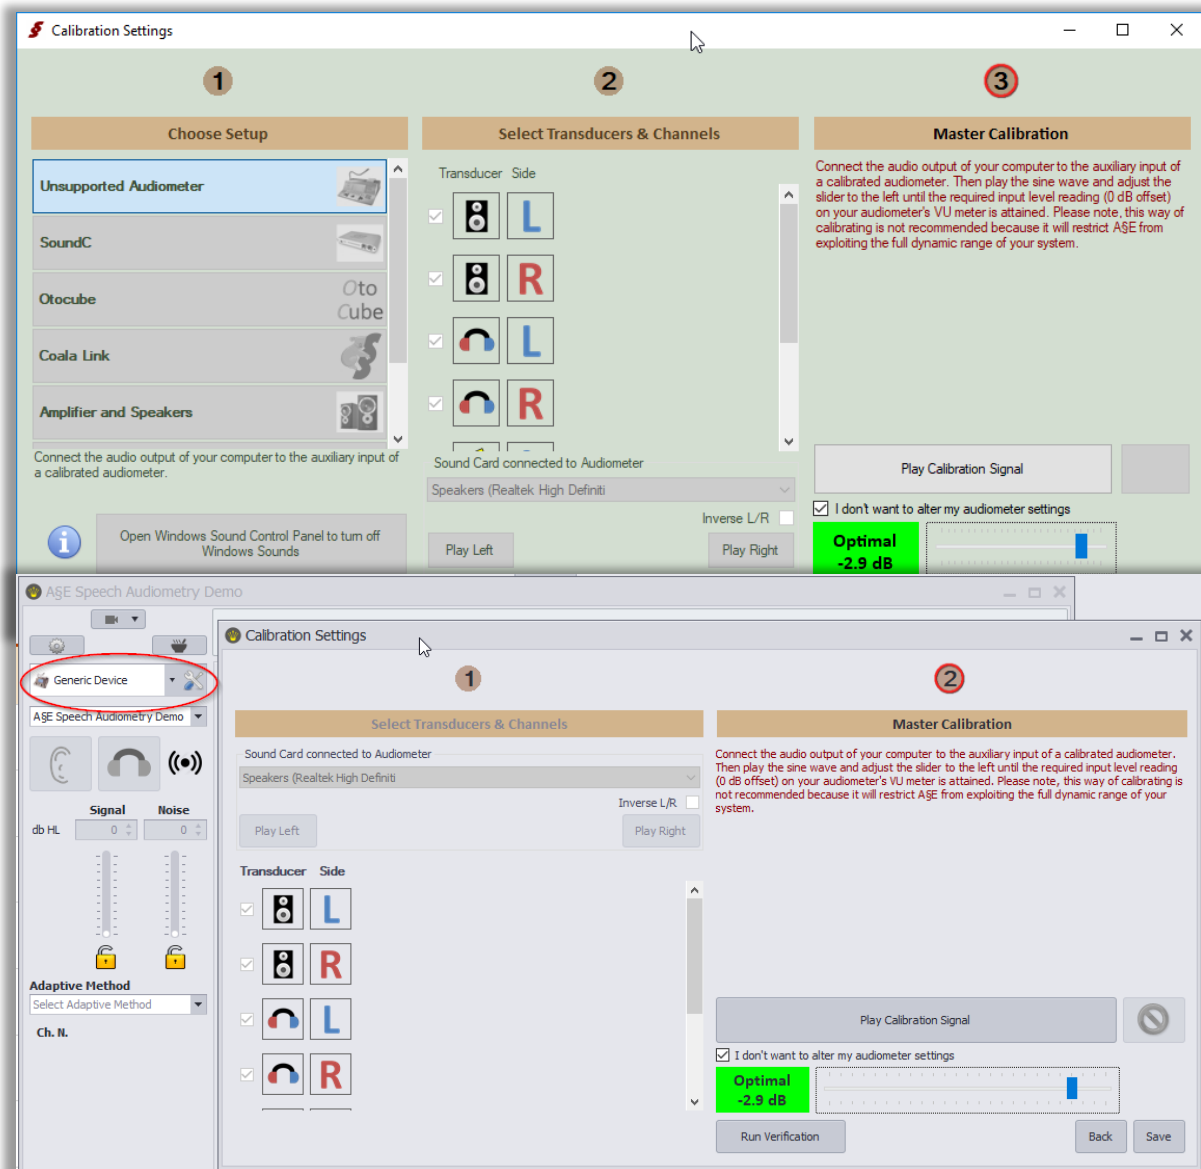 Calibration Settings
1
2
3
Choose Setup
Select Transducers & Channels
Master Calibration
Unsupported Audiometer
SoundC
Otocube
Oto
Cube
Coala Link
Amplifier and Speakers
Connect the audio output of your computer to the auxiliary input of
a calibrated audiometer.
Open Windows Sound Control Panel to turn off
Windows Sounds
Transducer Side
L
R
L
R
Sound Card connected to Audiometer
Speakers (Realtek High Definiti
Inverse L/R
Play Left
Play Right
Connect the audio output of your computer to the auxiliary input of
a calibrated audiometer. Then play the sine wave and adjust the
slider to the left until the required input level reading (0 dB offset)
on your audiometer's VU meter is attained. Please note, this way of
calibrating is not recommended because it will restrict A§E from
exploiting the full dynamic range of your system.
Play Calibration Signal
I don't want to alter my audiometer settings
Optimal
-2.9 dB
A§E Speech Audiometry Demo
Generic Device
A§E Speech Audiometry Demo
Signal Noise
db HL 0 0
Adaptive Method
Select Adaptive Method
Ch. N.
Calibration Settings
1
2
Select Transducers & Channels
Master Calibration
Sound Card connected to Audiometer
Speakers (Realtek High Definiti
Inverse L/R
Play Left
Play Right
Transducer Side
L
R
L
R
Connect the audio output of your computer to the auxiliary input of a calibrated audiometer.
Then play the sine wave and adjust the slider to the left until the required input level reading
(0 dB offset) on your audiometer's VU meter is attained. Please note, this way of calibrating is
not recommended because it will restrict A§E from exploiting the full dynamic range of your
system.
Play Calibration Signal
I don't want to alter my audiometer settings
Optimal
-2.9 dB
Run Verification
Back
Save